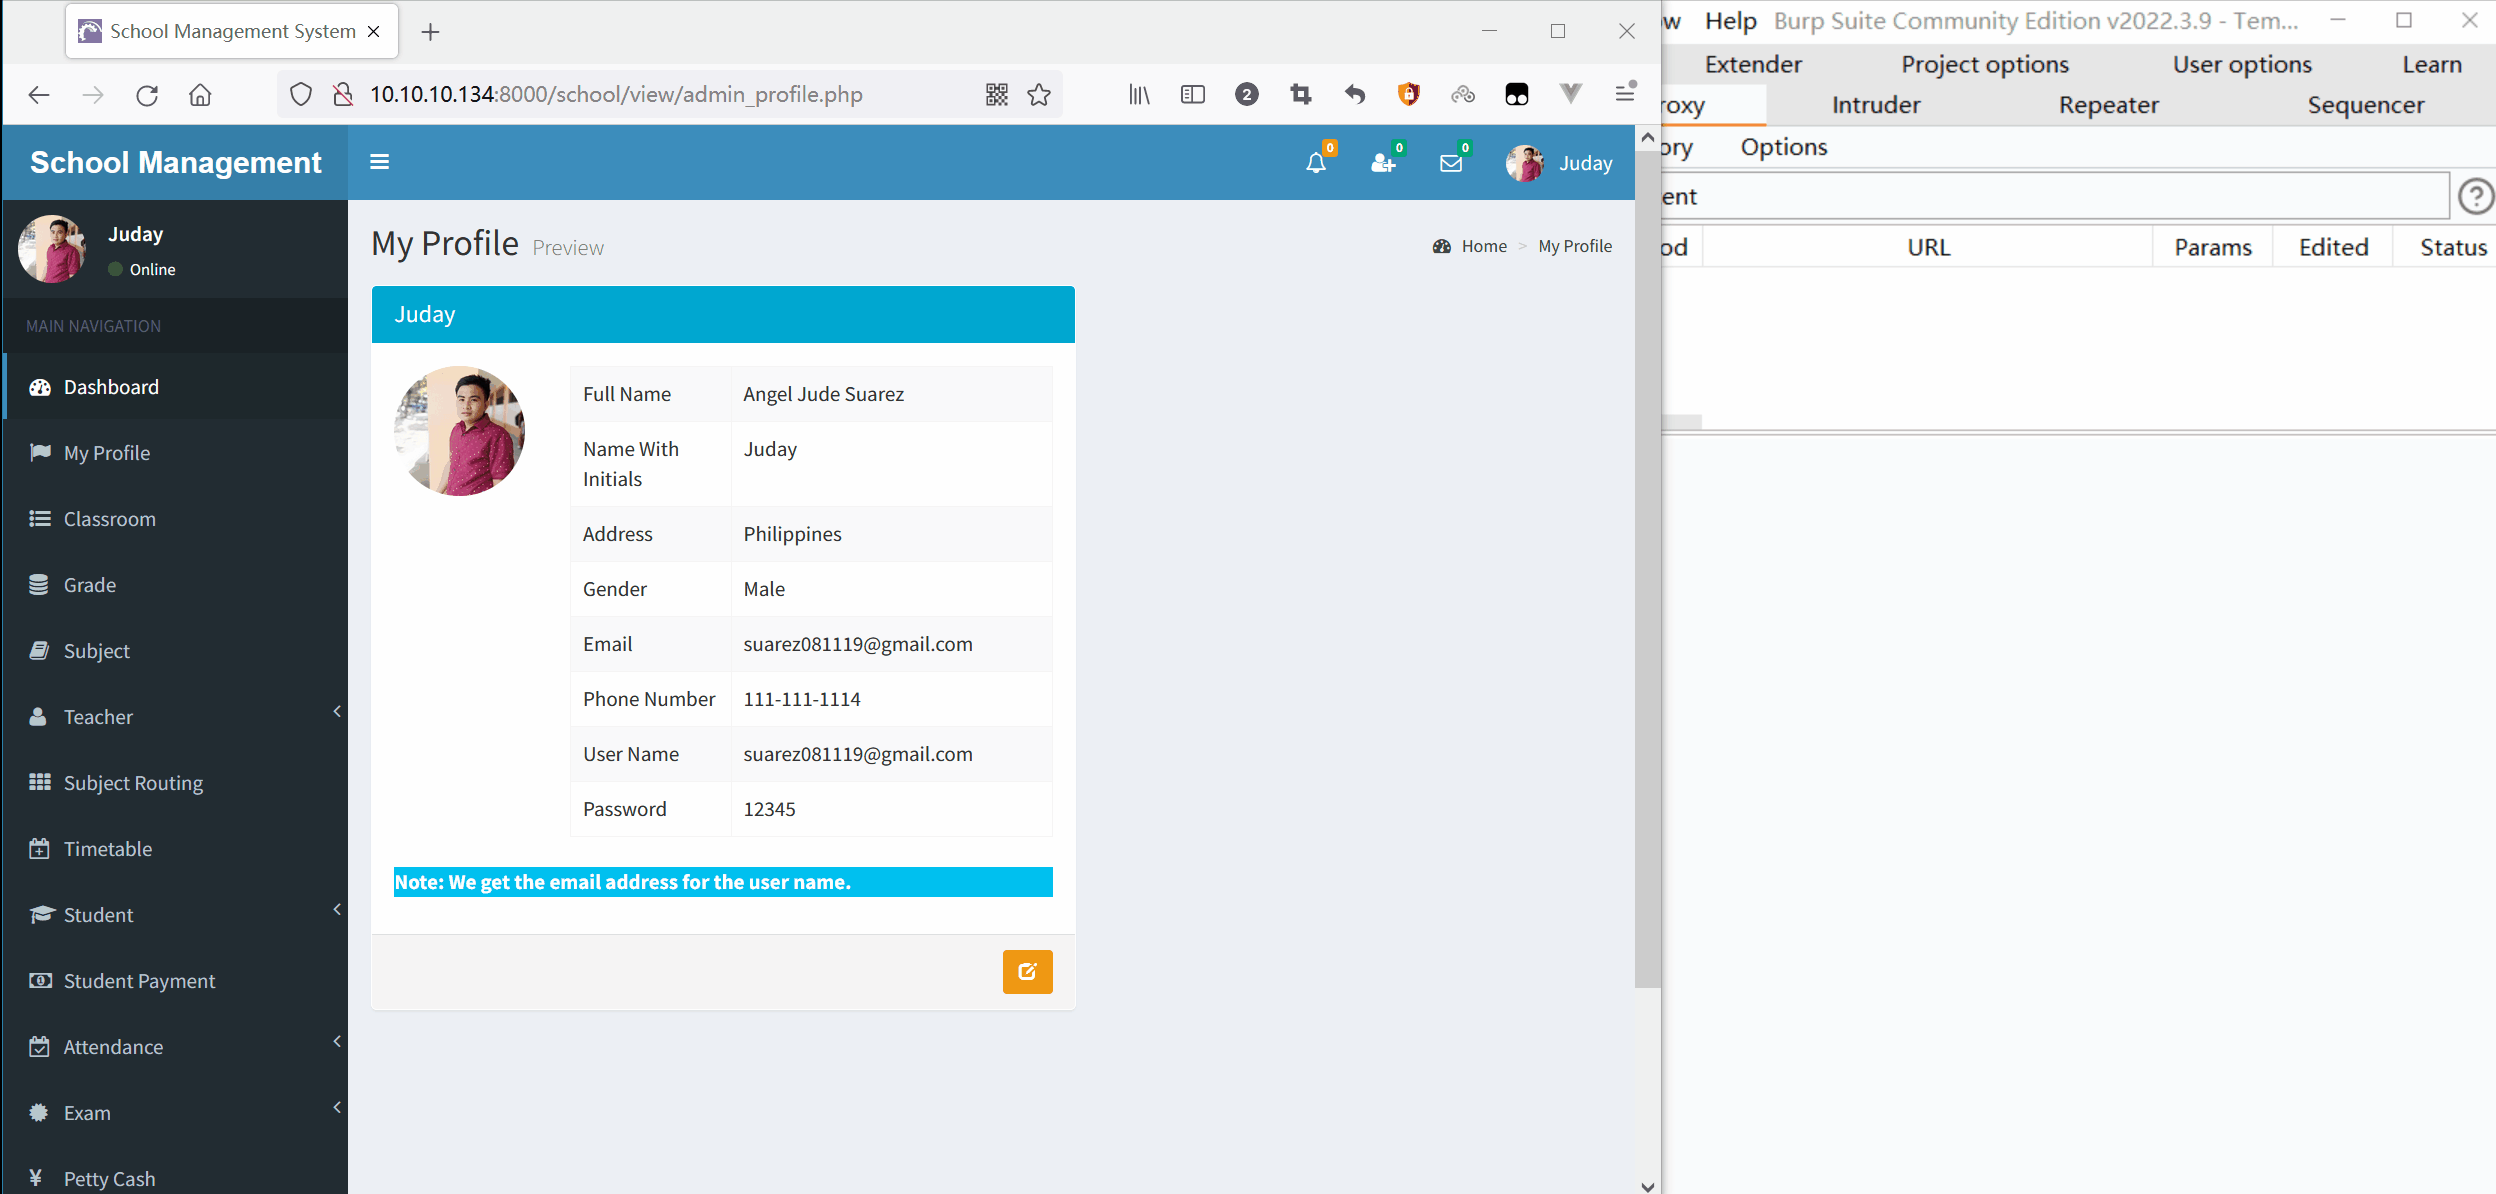 School Management System
10.10.10.134:8000/school/view/admin_profile.php
2
School Management
0
0
0
Juday
Juday
Online
MAIN NAVIGATION
Dashboard
My Profile
Classroom
Grade
Subject
Teacher
Subject Routing
Timetable
Student
Student Payment
Attendance
Exam
Petty Cash
My Profile Preview
Home > My Profile
Juday
Full Name Angel Jude Suarez
Name With Initials Juday
Address Philippines
Gender Male
Email suarez081119@gmail.com
Phone Number 111-111-1114
User Name suarez081119@gmail.com
Password 12345
Note: We get the email address for the user name.
w Help Burp Suite Community Edition v2022.3.9 - Tem...
Extender Project options User options Learn
roxy Intruder Repeater Sequencer
ory Options
ent
?
od URL Params Edited Status